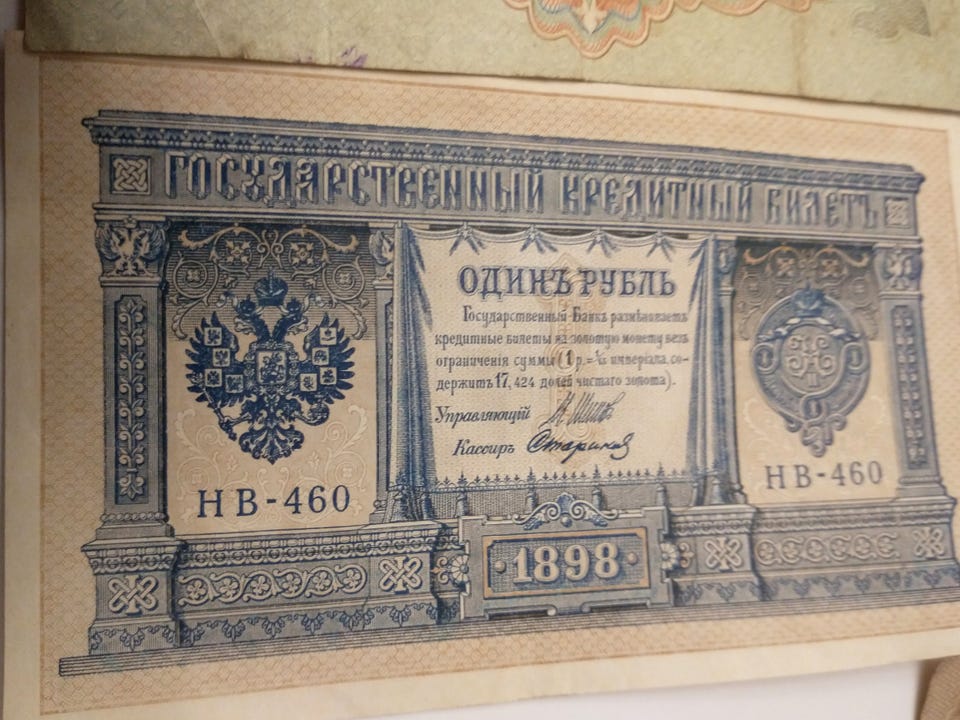 ГОСУДАРСТВЕННЫЙ КРЕДИТНЫЙ БИЛЕТЪ
ОДИНЪ РУБЛЬ
Государственный Банкъ размѣниваетъ
кредитные билеты на золотую монету безъ
ограниченія суммы (1 р.=1/15 имперіала, со-
держитъ 17,424 долей чистаго золота).
Управляющій
Кассиръ
НВ-460
НВ-460
1898